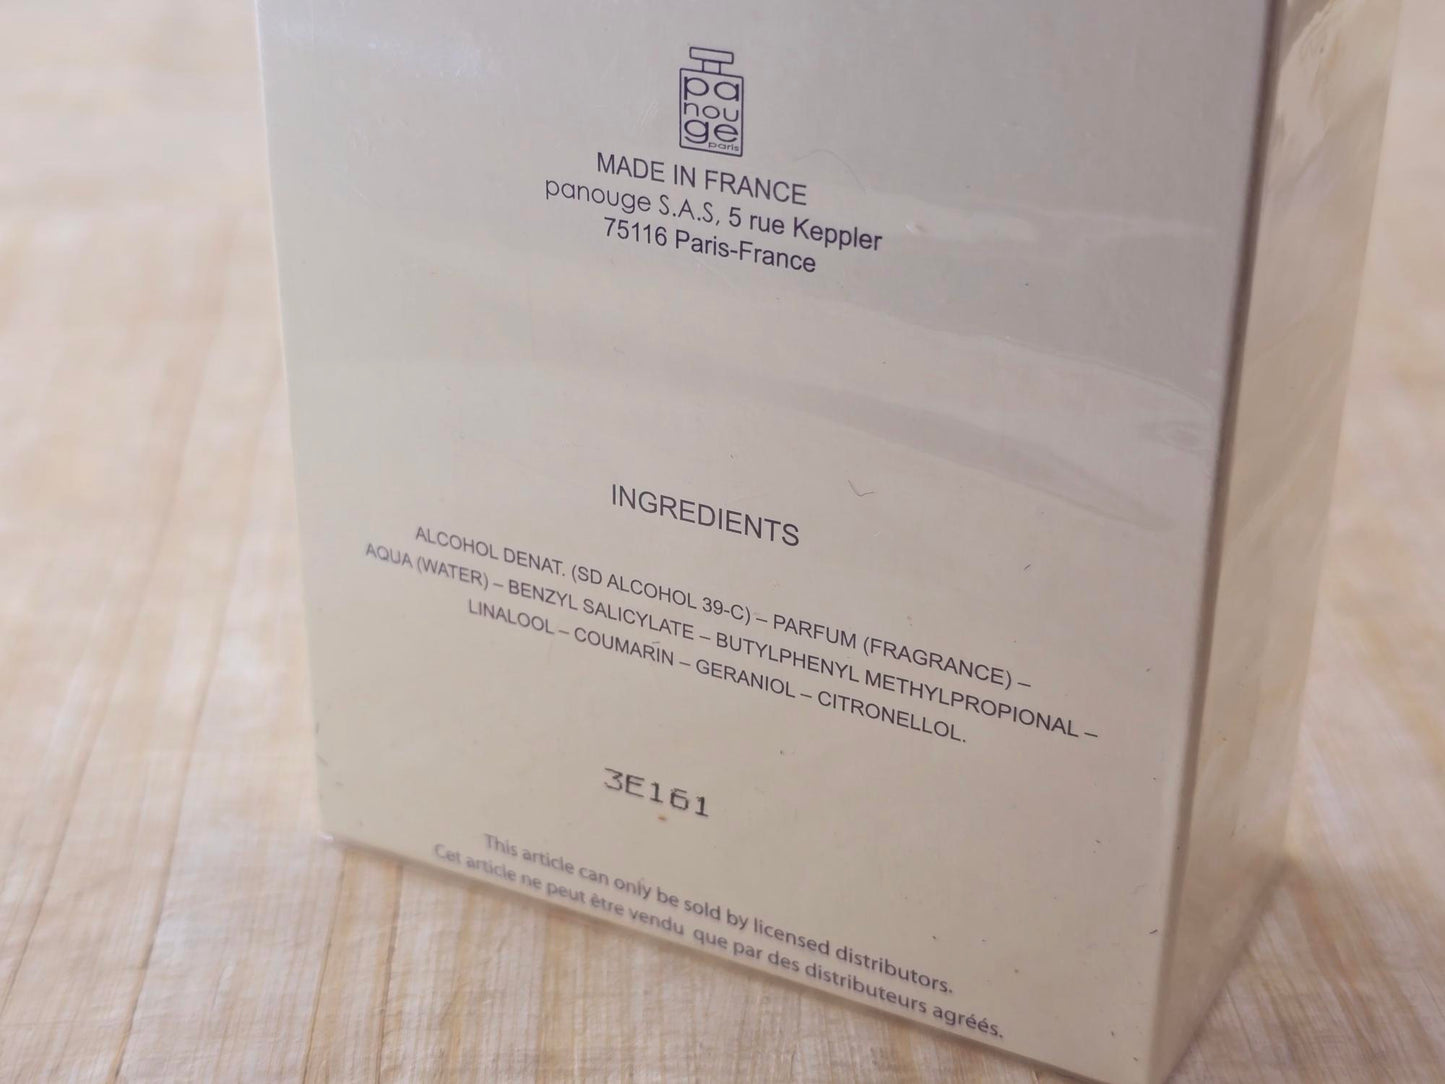 pa
nou
ge
paris
MADE IN FRANCE
panouge S.A.S, 5 rue Keppler
75116 Paris-France
INGREDIENTS
ALCOHOL DENAT. (SD ALCOHOL 39-C) – PARFUM (FRAGRANCE) –
AQUA (WATER) – BENZYL SALICYLATE – BUTYLPHENYL METHYLPROPIONAL –
LINALOOL – COUMARIN – GERANIOL – CITRONELLOL.
3E161
This article can only be sold by licensed distributors.
Cet article ne peut être vendu que par des distributeurs agréés.